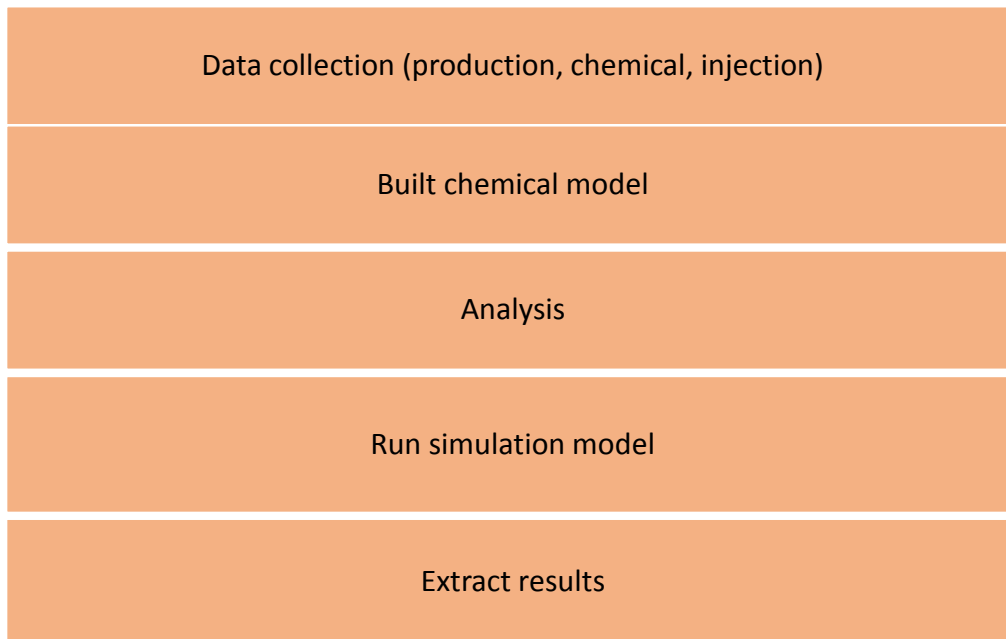 Data collection (production, chemical, injection)
Built chemical model
Analysis
Run simulation model
Extract results